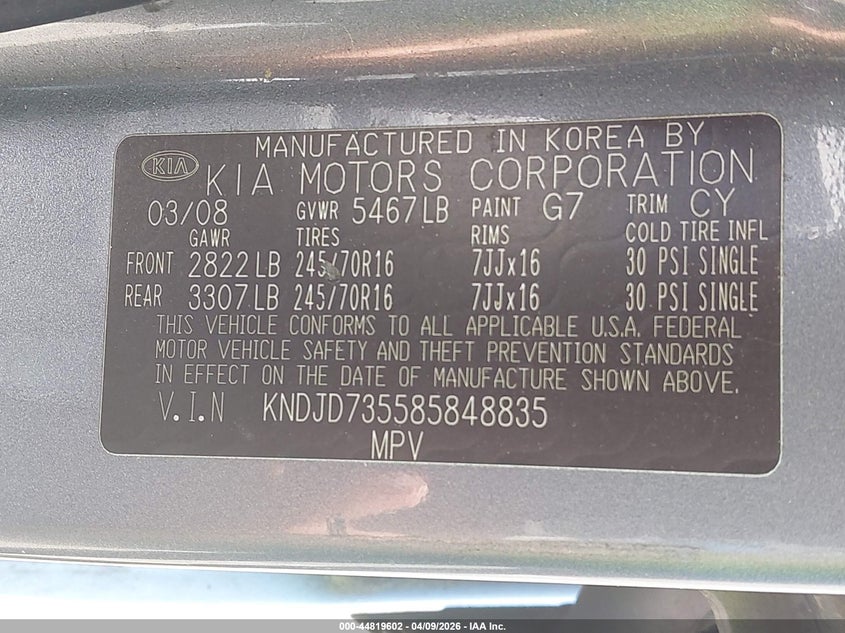 MANUFACTURED IN KOREA BY
KIA KIA MOTORS CORPORATION
03/08 GVWR 5467LB PAINT G7 TRIM CY
GAWR TIRES RIMS COLD TIRE INFL
FRONT 2822LB 245/70R16 7JJx16 30 PSI SINGLE
REAR 3307LB 245/70R16 7JJx16 30 PSI SINGLE
THIS VEHICLE CONFORMS TO ALL APPLICABLE U.S.A. FEDERAL
MOTOR VEHICLE SAFETY AND THEFT PREVENTION STANDARDS
IN EFFECT ON THE DATE OF MANUFACTURE SHOWN ABOVE.
V.I.N KNDJD735585848835
MPV
000-44819602 - 04/09/2026 - IAA Inc.